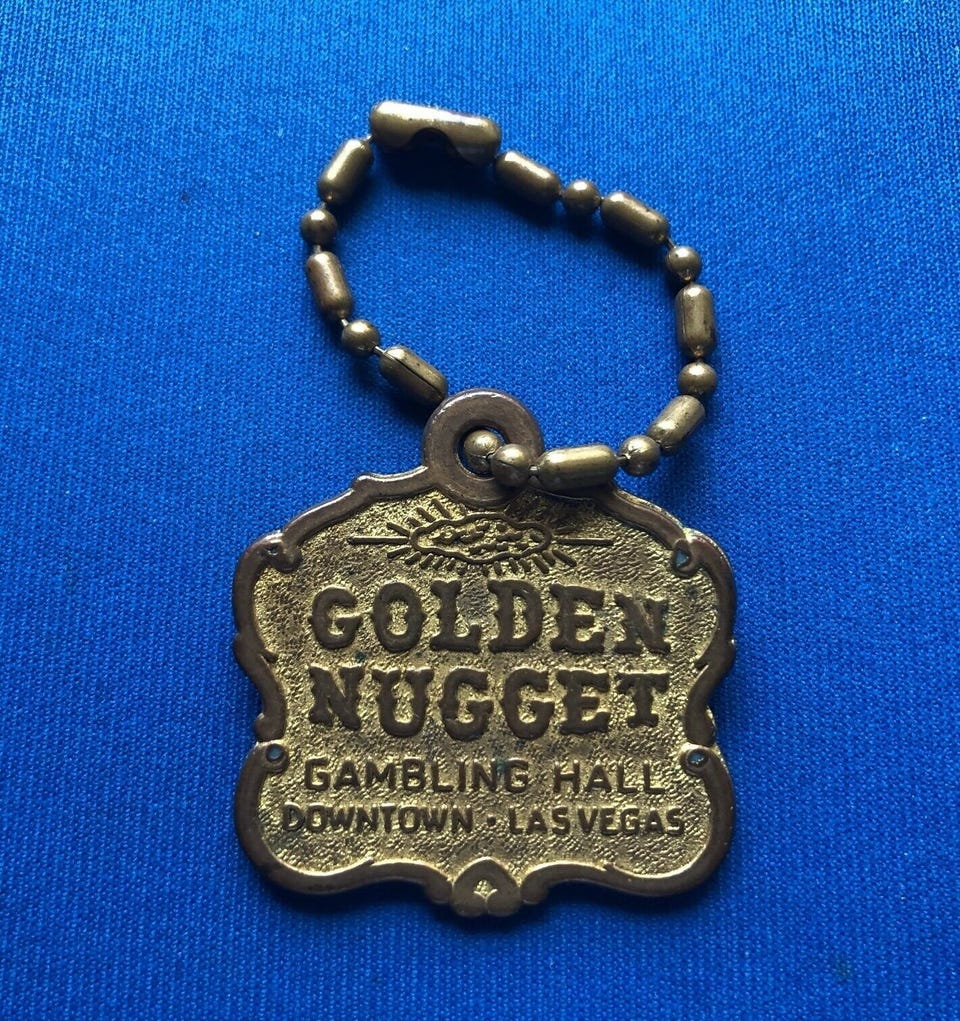 GOLDEN
NUGGET
GAMBLING HALL
DOWNTOWN · LAS VEGAS